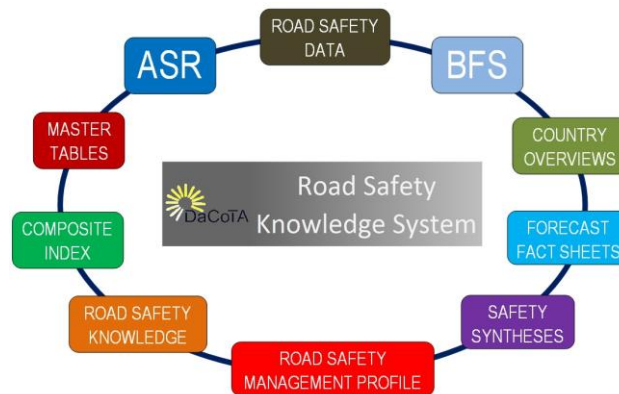 ROAD SAFETY
DATA
ASR
BFS
MASTER
TABLES
COUNTRY
OVERVIEWS
DaCoTA
Road Safety
Knowledge System
COMPOSITE
INDEX
FORECAST
FACT SHEETS
ROAD SAFETY
KNOWLEDGE
SAFETY
SYNTHESES
ROAD SAFETY
MANAGEMENT PROFILE